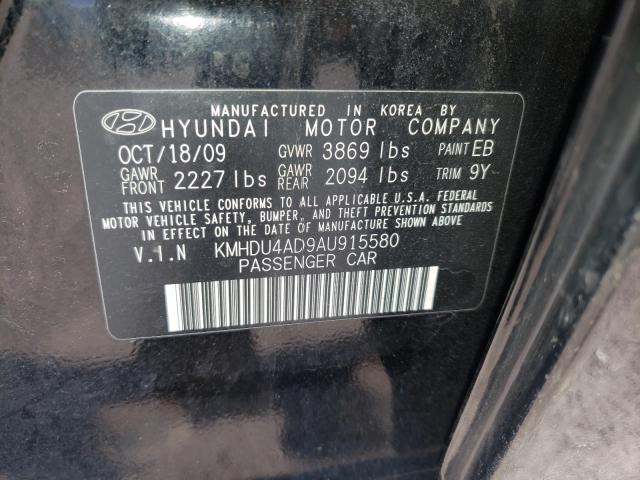 MANUFACTURED IN KOREA BY
HYUNDAI MOTOR COMPANY
OCT/18/09 GVWR 3869 lbs PAINT EB
GAWR FRONT 2227 lbs GAWR REAR 2094 lbs TRIM 9Y
THIS VEHICLE CONFORMS TO ALL APPLICABLE U.S.A. FEDERAL
MOTOR VEHICLE SAFETY, BUMPER, AND THEFT PREVENTION STANDARDS
IN EFFECT ON THE DATE OF MANUFACTURE SHOWN ABOVE
V.I.N KMHDU4AD9AU915580
PASSENGER CAR